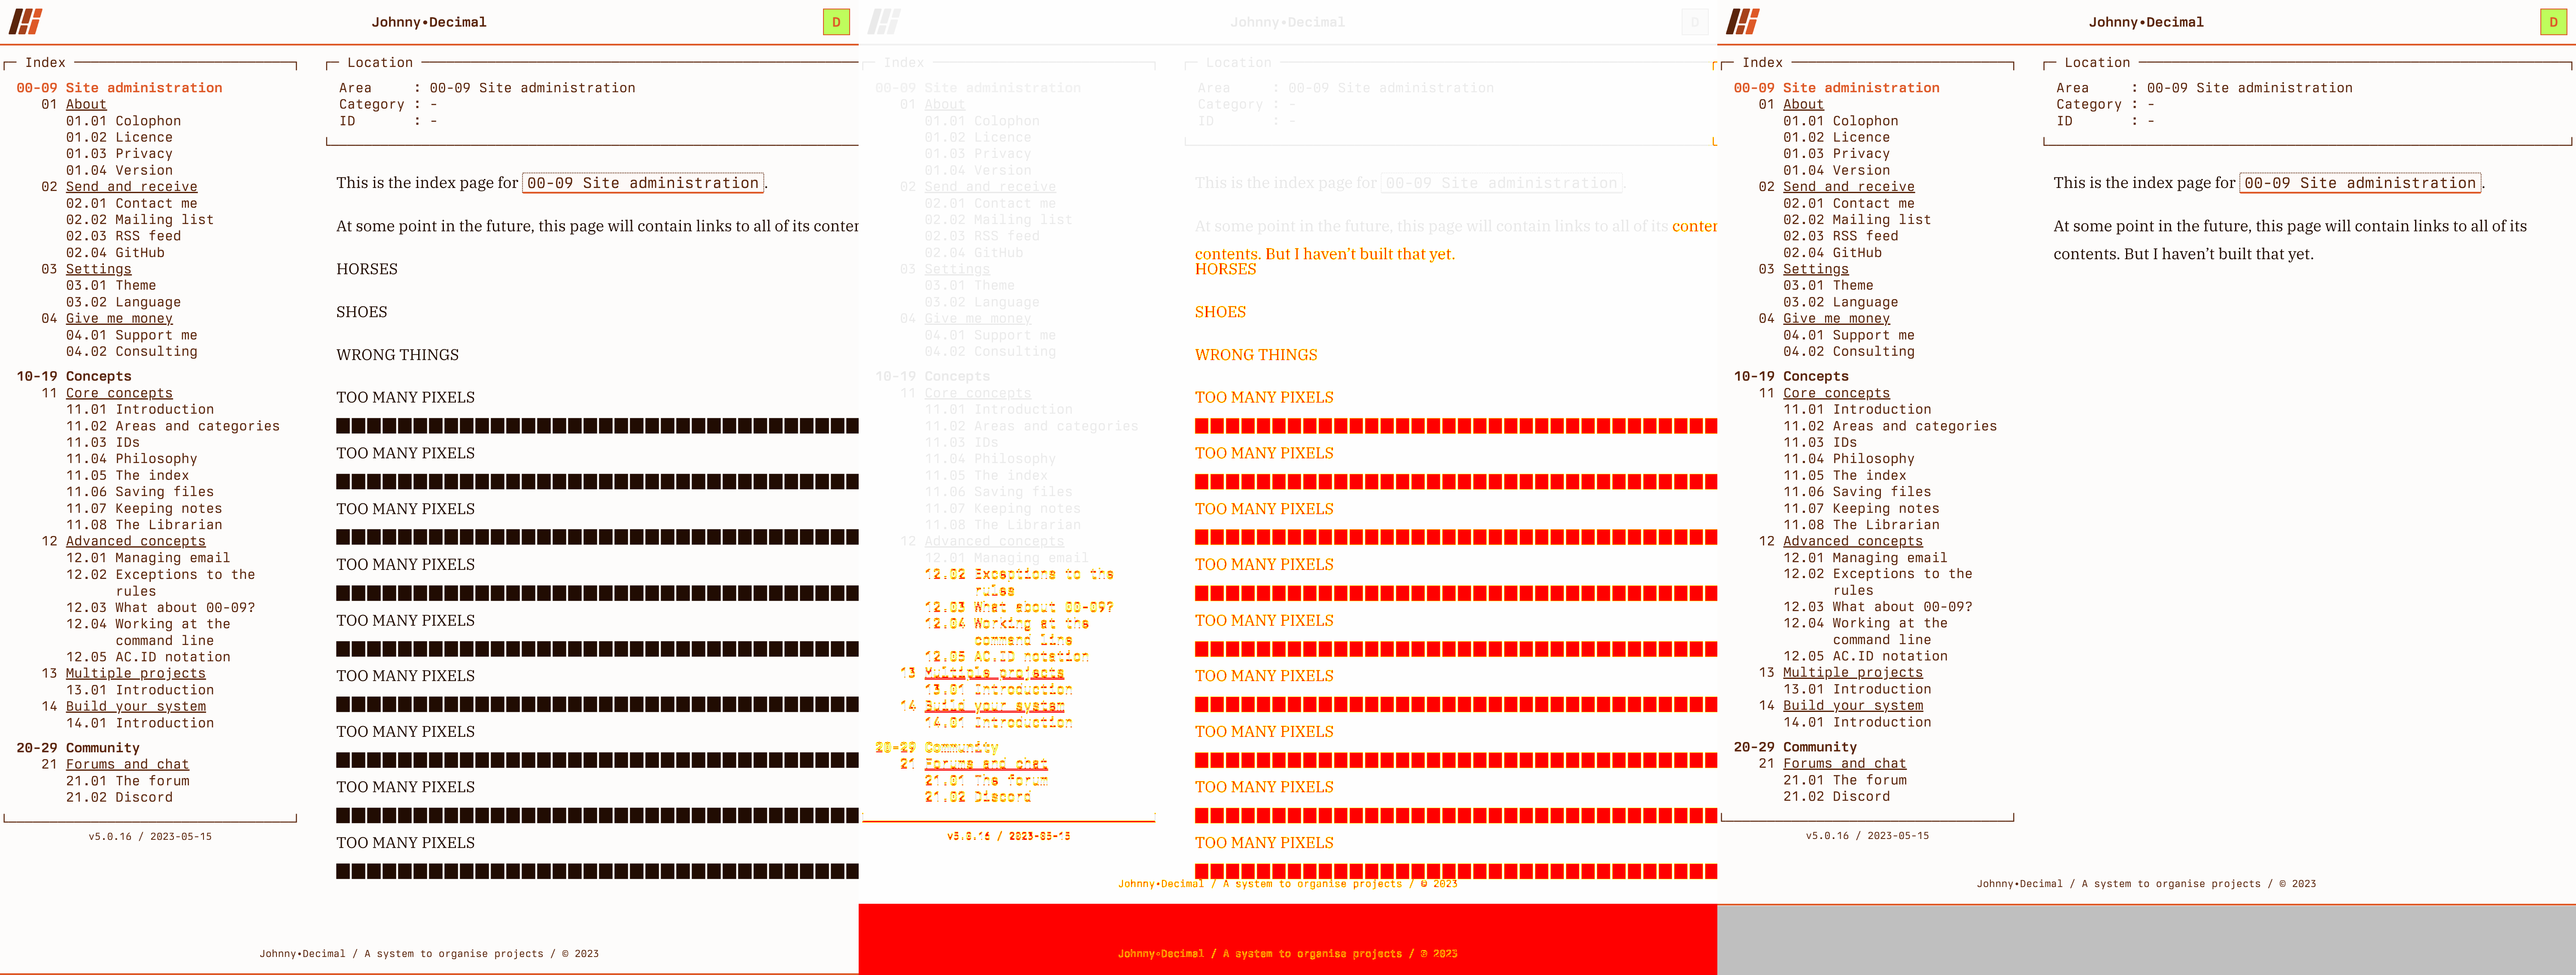 Johnny•Decimal
D
Index
00-09 Site administration
01 About
01.01 Colophon
01.02 Licence
01.03 Privacy
01.04 Version
02 Send and receive
02.01 Contact me
02.02 Mailing list
02.03 RSS feed
02.04 GitHub
03 Settings
03.01 Theme
03.02 Language
04 Give me money
04.01 Support me
04.02 Consulting
10-19 Concepts
11 Core concepts
11.01 Introduction
11.02 Areas and categories
11.03 IDs
11.04 Philosophy
11.05 The index
11.06 Saving files
11.07 Keeping notes
11.08 The Librarian
12 Advanced concepts
12.01 Managing email
12.02 Exceptions to the
rules
12.03 What about 00-09?
12.04 Working at the
command line
12.05 AC.ID notation
13 Multiple projects
13.01 Introduction
14 Build your system
14.01 Introduction
20-29 Community
21 Forums and chat
21.01 The forum
21.02 Discord
v5.0.16 / 2023-05-15
Location
Area : 00-09 Site administration
Category : -
ID : -
This is the index page for 00-09 Site administration.
At some point in the future, this page will contain links to all of its conter
HORSES
SHOES
WRONG THINGS
TOO MANY PIXELS
TOO MANY PIXELS
TOO MANY PIXELS
TOO MANY PIXELS
TOO MANY PIXELS
TOO MANY PIXELS
TOO MANY PIXELS
TOO MANY PIXELS
TOO MANY PIXELS
Johnny•Decimal / A system to organise projects / © 2023
Johnny•Decimal
D
Index
00-09 Site administration
01 About
01.01 Colophon
01.02 Licence
01.03 Privacy
01.04 Version
02 Send and receive
02.01 Contact me
02.02 Mailing list
02.03 RSS feed
02.04 GitHub
03 Settings
03.01 Theme
03.02 Language
04 Give me money
04.01 Support me
04.02 Consulting
10-19 Concepts
11 Core concepts
11.01 Introduction
11.02 Areas and categories
11.03 IDs
11.04 Philosophy
11.05 The index
11.06 Saving files
11.07 Keeping notes
11.08 The Librarian
12 Advanced concepts
12.01 Managing email
12.02 Exceptions to the
rules
12.03 What about 00-09?
12.04 Working at the
command line
12.05 AC.ID notation
13 Multiple projects
13.01 Introduction
14 Build your system
14.01 Introduction
20-29 Community
21 Forums and chat
21.01 The forum
21.02 Discord
v5.0.16 / 2023-05-15
Location
Area : 00-09 Site administration
Category : -
ID : -
This is the index page for 00-09 Site administration.
At some point in the future, this page will contain links to all of its conter
contents. But I haven’t built that yet.
HORSES
SHOES
WRONG THINGS
TOO MANY PIXELS
TOO MANY PIXELS
TOO MANY PIXELS
TOO MANY PIXELS
TOO MANY PIXELS
TOO MANY PIXELS
TOO MANY PIXELS
TOO MANY PIXELS
TOO MANY PIXELS
Johnny•Decimal / A system to organise projects / © 2023
Johnny•Decimal / A system to organise projects / © 2023
Johnny•Decimal
D
Index
00-09 Site administration
01 About
01.01 Colophon
01.02 Licence
01.03 Privacy
01.04 Version
02 Send and receive
02.01 Contact me
02.02 Mailing list
02.03 RSS feed
02.04 GitHub
03 Settings
03.01 Theme
03.02 Language
04 Give me money
04.01 Support me
04.02 Consulting
10-19 Concepts
11 Core concepts
11.01 Introduction
11.02 Areas and categories
11.03 IDs
11.04 Philosophy
11.05 The index
11.06 Saving files
11.07 Keeping notes
11.08 The Librarian
12 Advanced concepts
12.01 Managing email
12.02 Exceptions to the
rules
12.03 What about 00-09?
12.04 Working at the
command line
12.05 AC.ID notation
13 Multiple projects
13.01 Introduction
14 Build your system
14.01 Introduction
20-29 Community
21 Forums and chat
21.01 The forum
21.02 Discord
v5.0.16 / 2023-05-15
Location
Area : 00-09 Site administration
Category : -
ID : -
This is the index page for 00-09 Site administration.
At some point in the future, this page will contain links to all of its
contents. But I haven’t built that yet.
Johnny•Decimal / A system to organise projects / © 2023